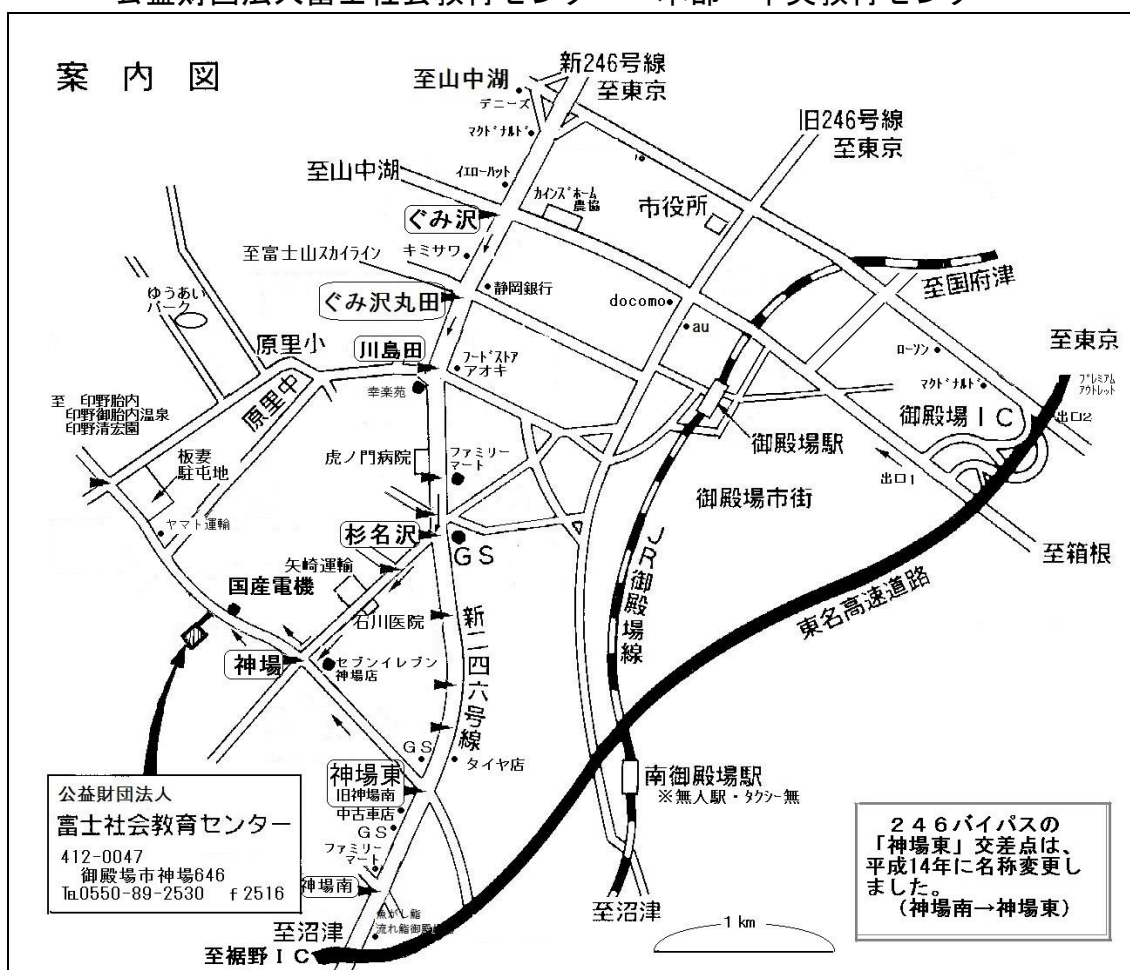 案内図
新246号線
至東京
至山中湖
デニーズ
マクドナルド
旧246号線
至東京
至山中湖
イエローハット
カインズホーム
農協
市役所
ぐみ沢
至富士山スカイライン
キミサワ
静岡銀行
docomo
au
至国府津
ゆうあい
パーク
ぐみ沢丸田
原里小
川島田
フードストア
アオキ
幸楽苑
ローソン
至東京
マクドナルド
プレミアム
アウトレット
至 印野胎内
印野御胎内温泉
印野清宏園
原里中
御殿場IC
出口2
御殿場駅
板妻
駐屯地
虎ノ門病院
ファミリー
マート
出口1
御殿場市街
ヤマト運輸
杉名沢
GS
至箱根
矢崎運輸
JR御殿場線
国産電機
石川医院
東名高速道路
新二四六号線
神場
セブンイレブン
神場店
GS
タイヤ店
神場東
旧神場南
南御殿場駅
※無人駅・タクシー無
中古車店
GS
ファミリー
マート
神場南
公益財団法人
富士社会教育センター
412-0047
御殿場市神場646
℡0550-89-2530 f2516
246バイパスの
「神場東」交差点は、
平成14年に名称変更し
ました。
(神場南→神場東)
至沼津
至沼津
1km
至裾野IC